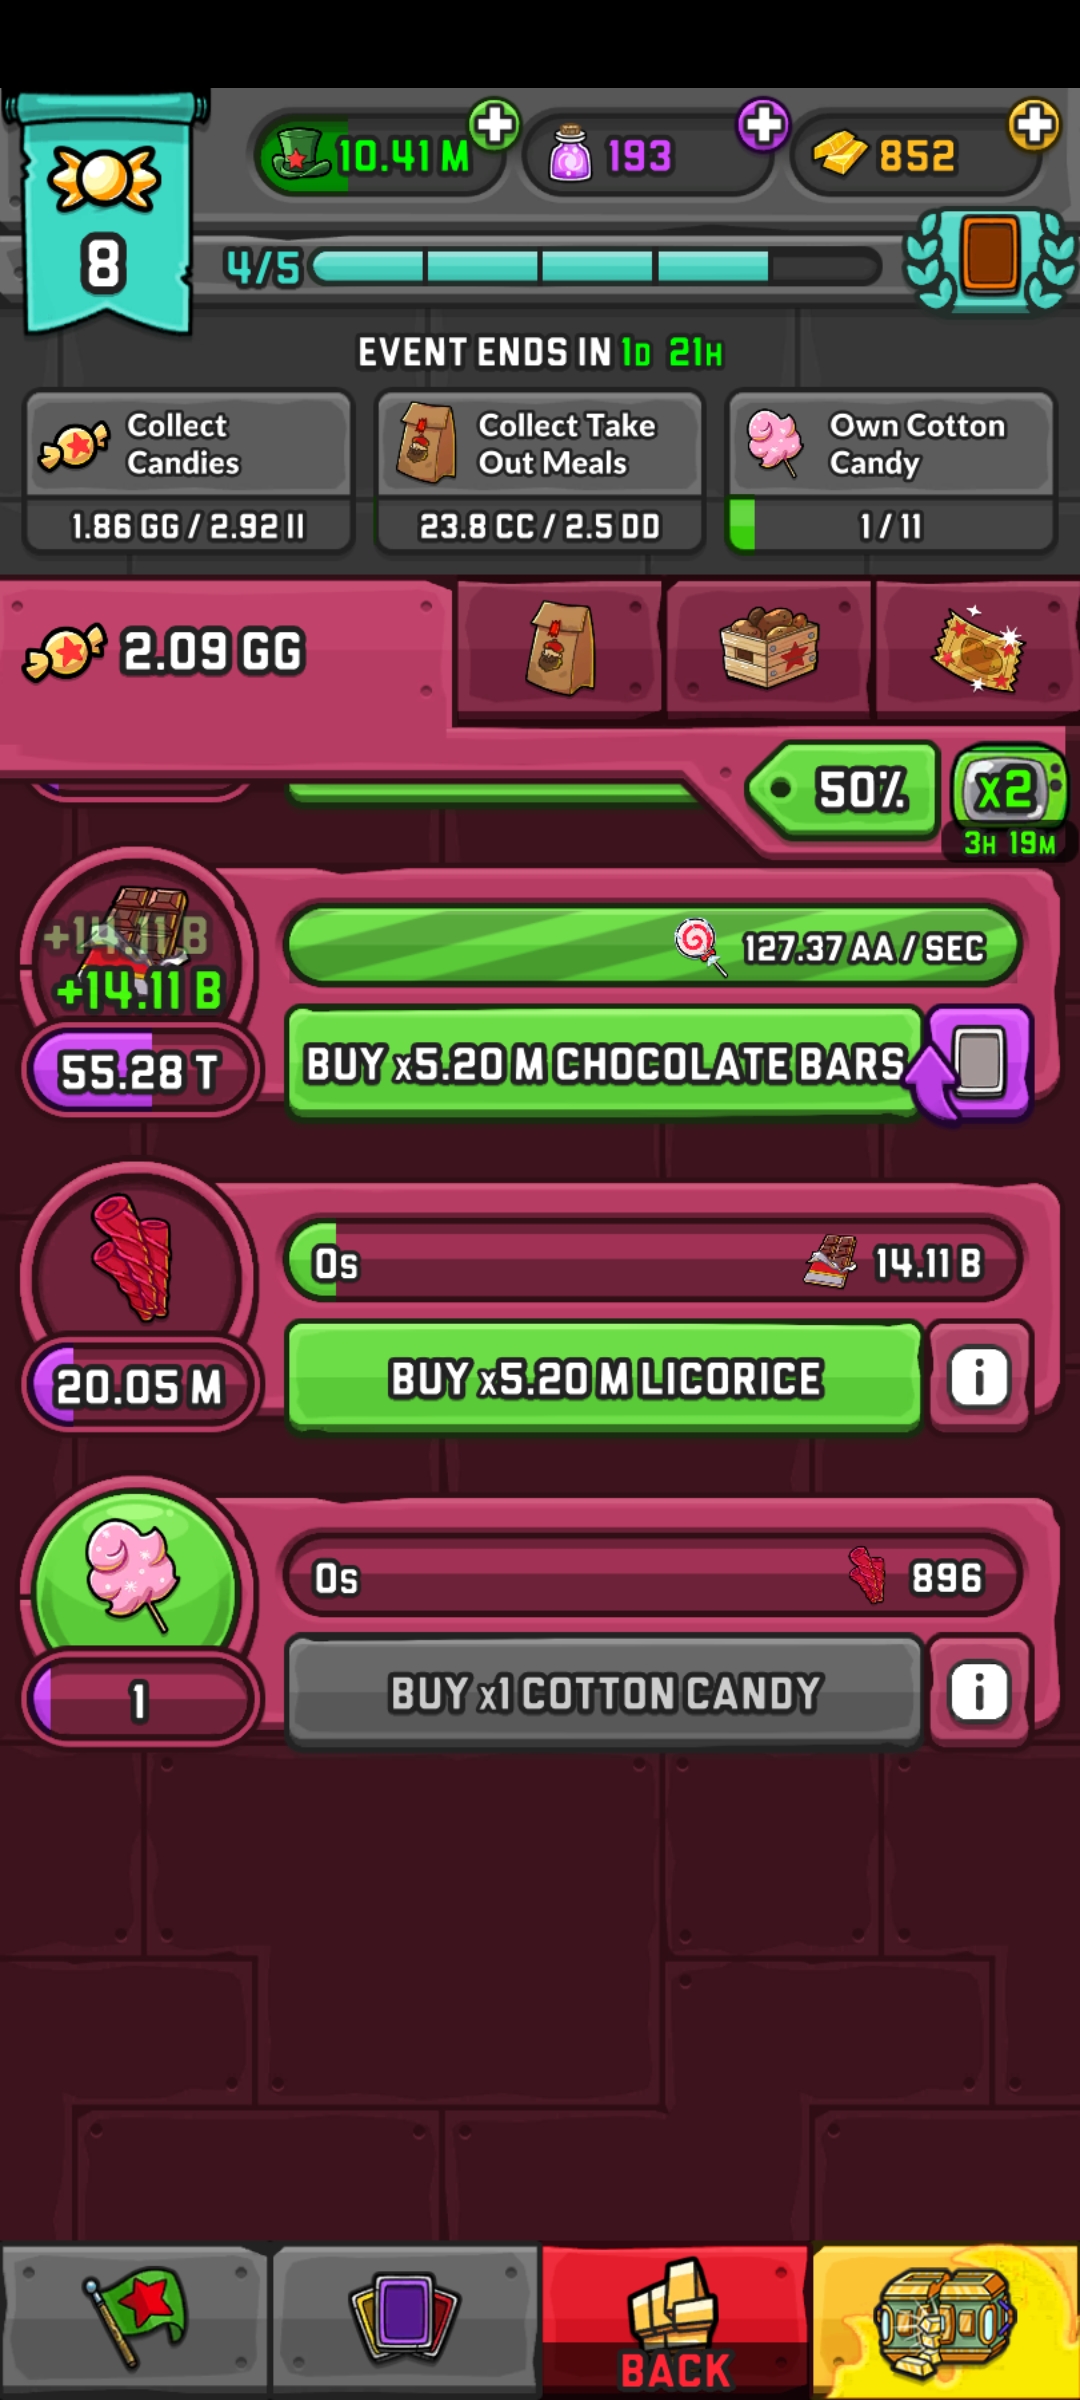 10.41 M
193
852
8
4/5
EVENT ENDS IN 1D 21H
Collect
Candies
1.86 GG / 2.92 II
Collect Take
Out Meals
23.8 CC / 2.5 DD
Own Cotton
Candy
1 / 11
2.09 GG
50%
x2
3H 19M
+14.11 B
+14.11 B
127.37 AA / SEC
55.28 T
BUY x5.20 M CHOCOLATE BARS
0s
14.11 B
20.05 M
BUY x5.20 M LICORICE
i
0s
896
1
BUY x1 COTTON CANDY
i
BACK